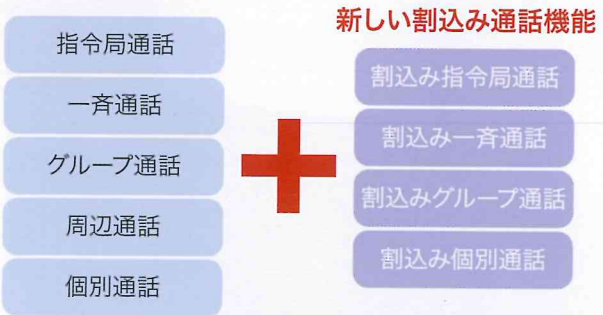 新しい割込み通話機能
指令局通話
一斉通話
グループ通話
周辺通話
個別通話
割込み指令局通話
割込み一斉通話
割込みグループ通話
割込み個別通話